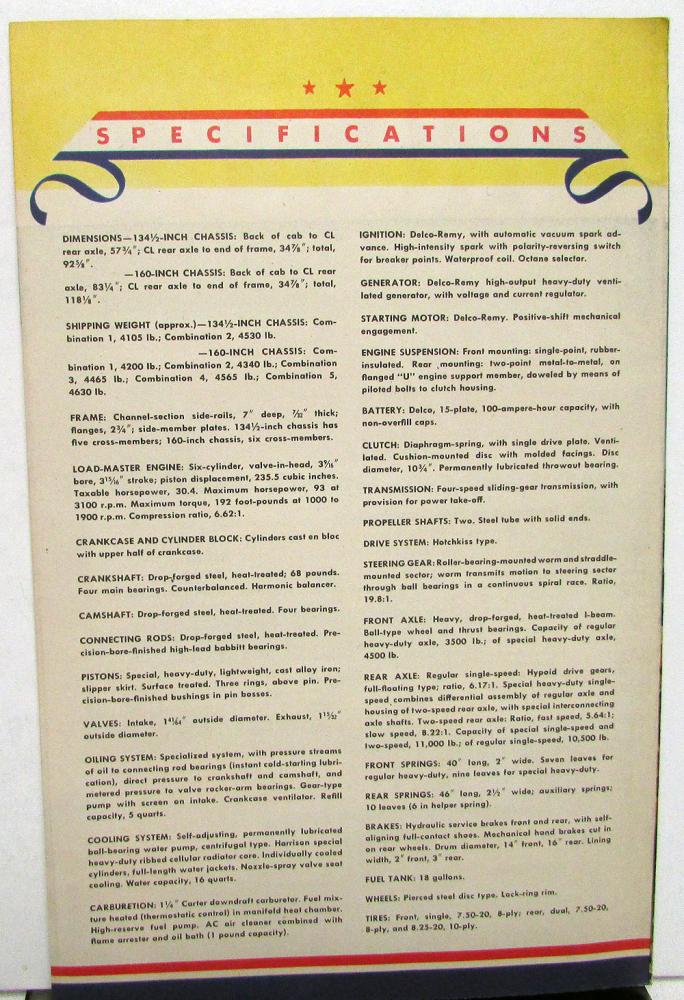 SPECIFICATIONS
DIMENSIONS—134½-INCH CHASSIS: Back of cab to CL
rear axle, 57¾"; CL rear axle to end of frame, 34⅞"; total,
92⅝".
—160-INCH CHASSIS: Back of cab to CL rear
axle, 83¼"; CL rear axle to end of frame, 34⅞"; total,
118⅛".
SHIPPING WEIGHT (approx.)—134½-INCH CHASSIS: Com-
bination 1, 4105 lb.; Combination 2, 4530 lb.
—160-INCH CHASSIS: Com-
bination 1, 4200 lb.; Combination 2, 4340 lb.; Combination
3, 4465 lb.; Combination 4, 4565 lb.; Combination 5,
4630 lb.
FRAME: Channel-section side-rails, 7" deep, 7/32" thick;
flanges, 2¾"; side-member plates. 134½-inch chassis has
five cross-members; 160-inch chassis, six cross-members.
LOAD-MASTER ENGINE: Six-cylinder, valve-in-head, 3 9/16"
bore, 3 15/16" stroke; piston displacement, 235.5 cubic inches.
Taxable horsepower, 30.4. Maximum horsepower, 93 at
3100 r.p.m. Maximum torque, 192 foot-pounds at 1000 to
1900 r.p.m. Compression ratio, 6.62:1.
CRANKCASE AND CYLINDER BLOCK: Cylinders cast en bloc
with upper half of crankcase.
CRANKSHAFT: Drop-forged steel, heat-treated; 68 pounds.
Four main bearings. Counterbalanced. Harmonic balancer.
CAMSHAFT: Drop-forged steel, heat-treated. Four bearings.
CONNECTING RODS: Drop-forged steel, heat-treated. Pre-
cision-bore-finished high-lead babbitt bearings.
PISTONS: Special, heavy-duty, lightweight, cast alloy iron;
slipper skirt. Surface treated. Three rings, above pin. Pre-
cision-bore-finished bushings in pin bosses.
VALVES: Intake, 1 41/64" outside diameter. Exhaust, 1 15/32"
outside diameter.
OILING SYSTEM: Specialized system, with pressure streams
of oil to connecting rod bearings (instant cold-starting lubri-
cation), direct pressure to crankshaft and camshaft, and
metered pressure to valve rocker-arm bearings. Gear-type
pump with screen on intake. Crankcase ventilator. Refill
capacity, 5 quarts.
COOLING SYSTEM: Self-adjusting, permanently lubricated
ball-bearing water pump, centrifugal type. Harrison special
heavy-duty ribbed cellular radiator core. Individually cooled
cylinders, full-length water jackets. Nozzle-spray valve seat
cooling. Water capacity, 16 quarts.
CARBURETION: 1¼" Carter downdraft carburetor. Fuel mix-
ture heated (thermostatic control) in manifold heat chamber.
High-reserve fuel pump. AC air cleaner combined with
flame arrester and oil bath (1 pound capacity).
IGNITION: Delco-Remy, with automatic vacuum spark ad-
vance. High-intensity spark with polarity-reversing switch
for breaker points. Waterproof coil. Octane selector.
GENERATOR: Delco-Remy high-output heavy-duty venti-
lated generator, with voltage and current regulator.
STARTING MOTOR: Delco-Remy. Positive-shift mechanical
engagement.
ENGINE SUSPENSION: Front mounting: single-point, rubber-
insulated. Rear mounting: two-point metal-to-metal, on
flanged "U" engine support member, doweled by means of
piloted bolts to clutch housing.
BATTERY: Delco, 15-plate, 100-ampere-hour capacity, with
non-overfill caps.
CLUTCH: Diaphragm-spring, with single drive plate. Venti-
lated. Cushion-mounted disc with molded facings. Disc
diameter, 10¾". Permanently lubricated throwout bearing.
TRANSMISSION: Four-speed sliding-gear transmission, with
provision for power take-off.
PROPELLER SHAFTS: Two. Steel tube with solid ends.
DRIVE SYSTEM: Hotchkiss type.
STEERING GEAR: Roller-bearing-mounted worm and straddle-
mounted sector; worm transmits motion to steering sector
through ball bearings in a continuous spiral race. Ratio,
19.8:1.
FRONT AXLE: Heavy, drop-forged, heat-treated I-beam.
Ball-type wheel and thrust bearings. Capacity of regular
heavy-duty axle, 3500 lb.; of special heavy-duty axle,
4500 lb.
REAR AXLE: Regular single-speed: Hypoid drive gears,
full-floating type; ratio, 6.17:1. Special heavy-duty single-
speed combines differential assembly of regular axle and
housing of two-speed rear axle, with special interconnecting
axle shafts. Two-speed rear axle: Ratio, fast speed, 5.64:1;
slow speed, 8.22:1. Capacity of special single-speed and
two-speed, 11,000 lb.; of regular single-speed, 10,500 lb.
FRONT SPRINGS: 40" long, 2" wide. Seven leaves for
regular heavy-duty, nine leaves for special heavy-duty.
REAR SPRINGS: 46" long, 2½" wide; auxiliary springs;
10 leaves (6 in helper spring).
BRAKES: Hydraulic service brakes front and rear, with self-
aligning full-contact shoes. Mechanical hand brakes cut in
on rear wheels. Drum diameter, 14" front, 16" rear. Lining
width, 2" front, 3" rear.
FUEL TANK: 18 gallons.
WHEELS: Pierced steel disc type. Lock-ring rim.
TIRES: Front, single, 7.50-20, 8-ply; rear, dual, 7.50-20,
8-ply, and 8.25-20, 10-ply.